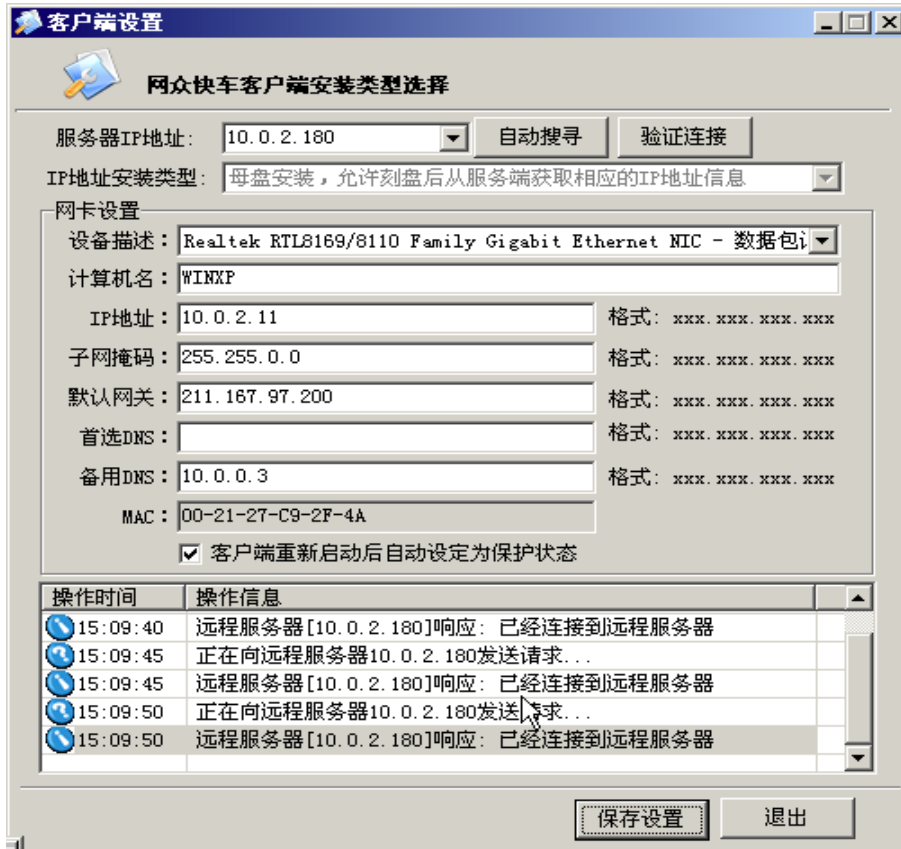 客户端设置
网众快车客户端安装类型选择
服务器IP地址: 10.0.2.180 自动搜寻 验证连接
IP地址安装类型: 母盘安装，允许刻盘后从服务端获取相应的IP地址信息
网卡设置
设备描述: Realtek RTL8169/8110 Family Gigabit Ethernet NIC - 数据包
计算机名: WINXP
IP地址: 10.0.2.11 格式: xxx.xxx.xxx.xxx
子网掩码: 255.255.0.0 格式: xxx.xxx.xxx.xxx
默认网关: 211.167.97.200 格式: xxx.xxx.xxx.xxx
首选DNS: 格式: xxx.xxx.xxx.xxx
备用DNS: 10.0.0.3 格式: xxx.xxx.xxx.xxx
MAC: 00-21-27-C9-2F-4A
客户端重新启动后自动设定为保护状态
操作时间 操作信息
15:09:40 远程服务器[10.0.2.180]响应: 已经连接到远程服务器
15:09:45 正在向远程服务器10.0.2.180发送请求...
15:09:45 远程服务器[10.0.2.180]响应: 已经连接到远程服务器
15:09:50 正在向远程服务器10.0.2.180发送请求...
15:09:50 远程服务器[10.0.2.180]响应: 已经连接到远程服务器
保存设置 退出